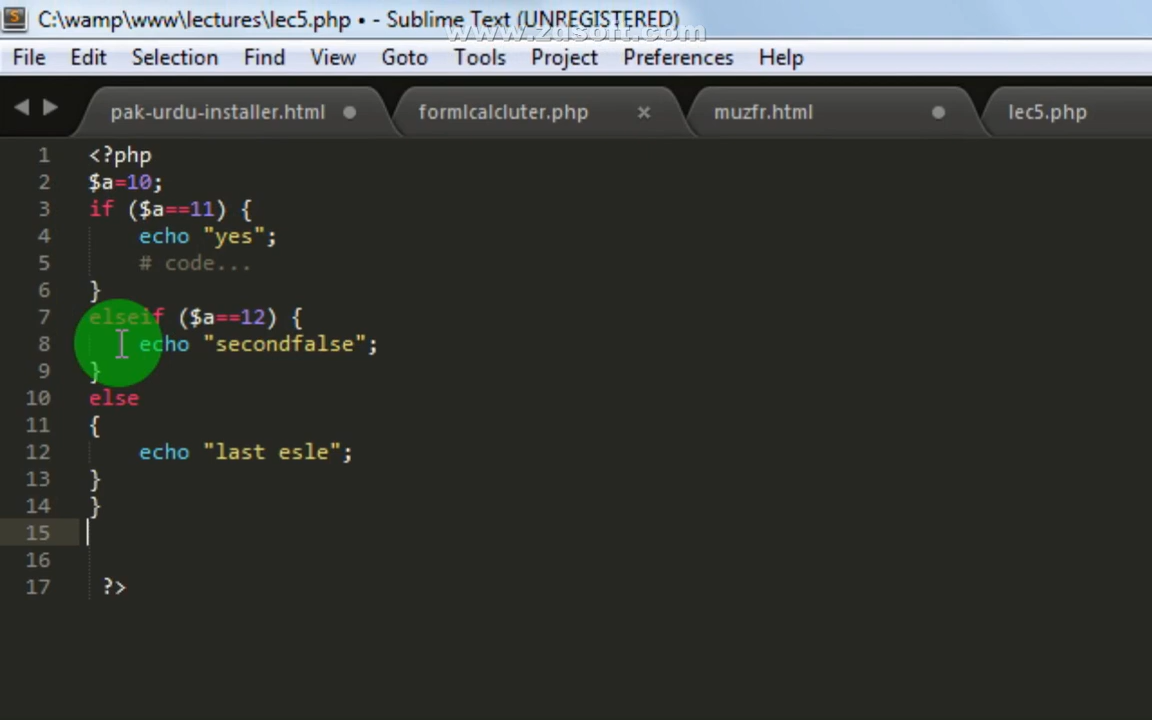 C:\wamp\www\lectures\lec5.php • - Sublime Text (UNREGISTERED)
www.zdsoft.com
File Edit Selection Find View Goto Tools Project Preferences Help
pak-urdu-installer.html formlcalcluter.php muzfr.html lec5.php
1 <?php
2 $a=10;
3 if ($a==11) {
4 echo "yes";
5 # code...
6 }
7 elseif ($a==12) {
8 echo "secondfalse";
9 }
10 else
11 {
12 echo "last esle";
13 }
14 }
15
16
17 ?>